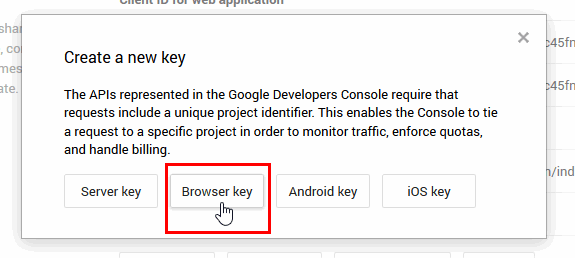 Client ID for web application
shar
, co
mes
ate.
c45fn
c45fn
n/ind
Create a new key
The APIs represented in the Google Developers Console require that
requests include a unique project identifier. This enables the Console to tie
a request to a specific project in order to monitor traffic, enforce quotas,
and handle billing.
Server key
Browser key
Android key
iOS key